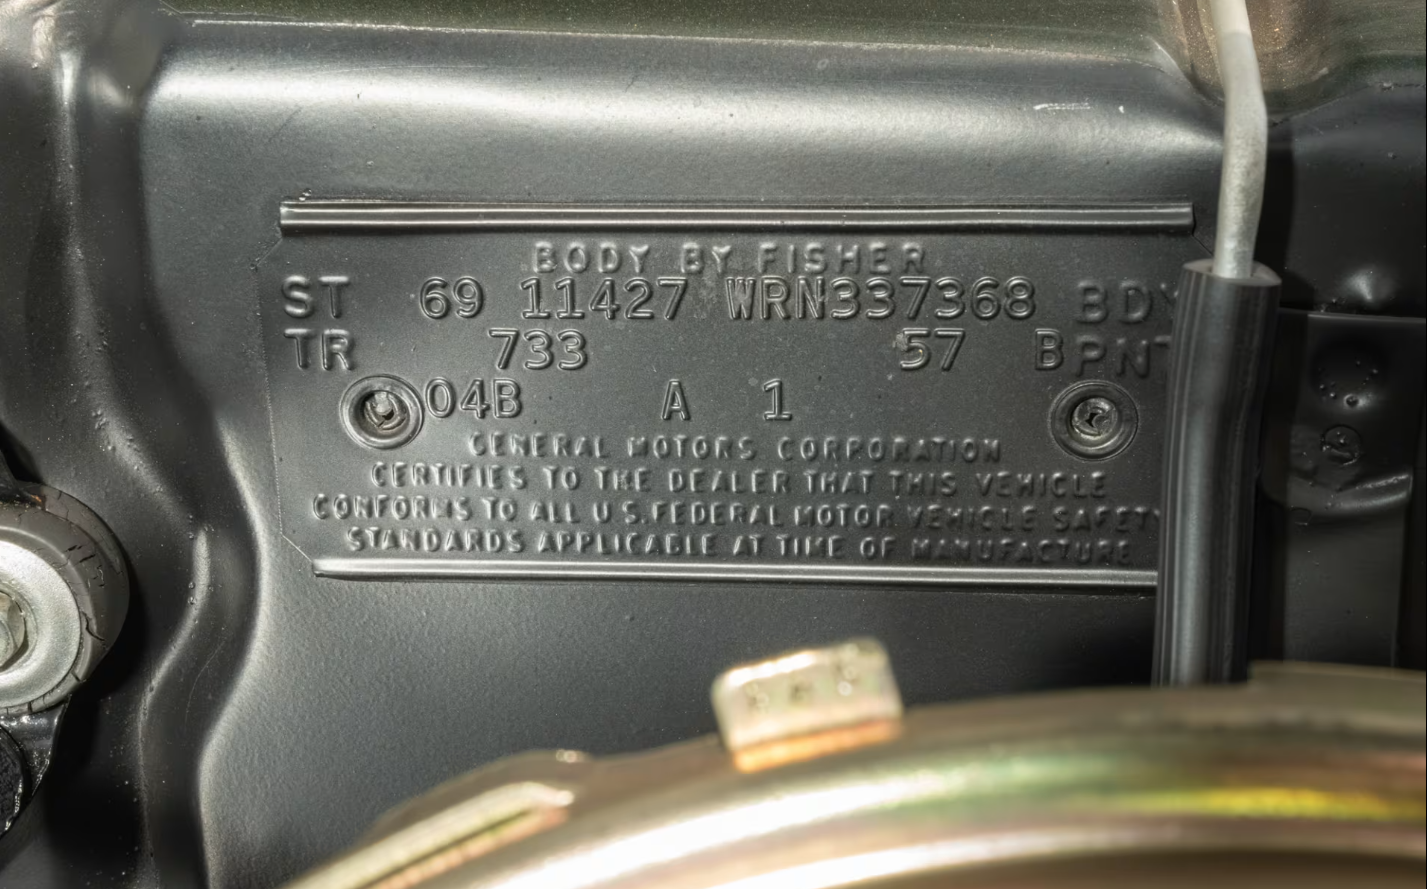 BODY BY FISHER
ST 69 11427 WRN337368 BDY
TR 733 57 B PNT
04B A 1
GENERAL MOTORS CORPORATION
CERTIFIES TO THE DEALER THAT THIS VEHICLE
CONFORMS TO ALL U S. FEDERAL MOTOR VEHICLE SAFETY
STANDARDS APPLICABLE AT TIME OF MANUFACTURE